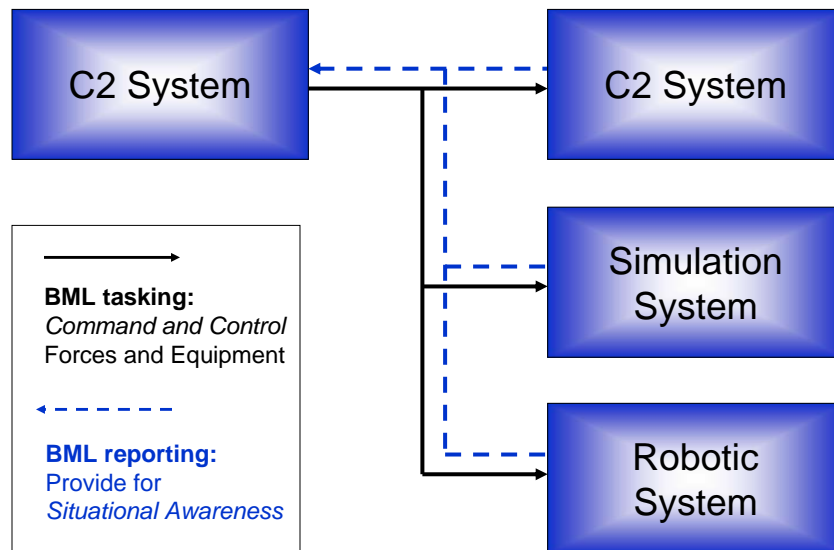 C2 System
C2 System
Simulation
System
Robotic
System
BML tasking:
Command and Control
Forces and Equipment
BML reporting:
Provide for
Situational Awareness